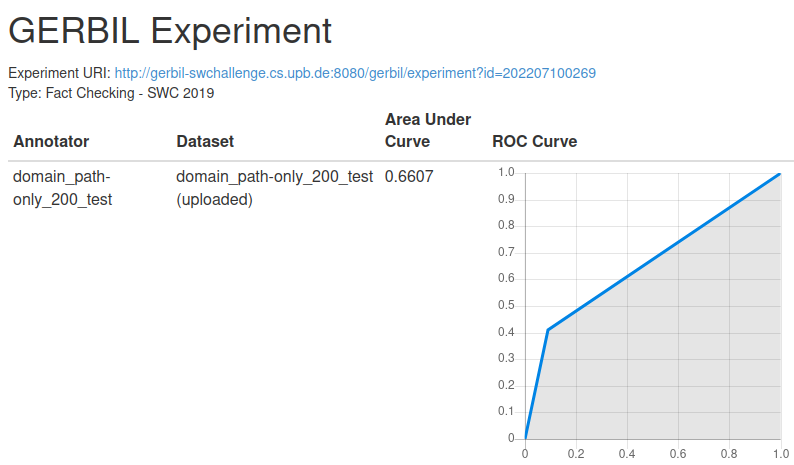 GERBIL Experiment
Experiment URI: http://gerbil-swchallenge.cs.upb.de:8080/gerbil/experiment?id=202207100269
Type: Fact Checking - SWC 2019
Annotator Dataset Area Under Curve ROC Curve
domain_path-only_200_test domain_path-only_200_test (uploaded) 0.6607
1.0
0.9
0.8
0.7
0.6
0.5
0.4
0.3
0.2
0.1
0
0 0.2 0.4 0.6 0.8 1.0